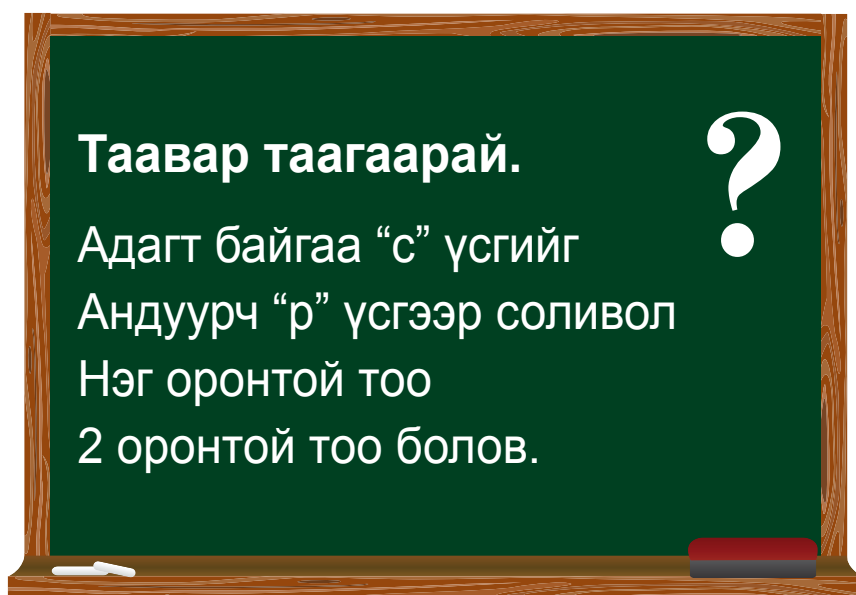 Таавар таагаарай.
?
Адагт байгаа “с” үсгийг
Андуурч “р” үсгээр соливол
Нэг оронтой тоо
2 оронтой тоо болов.